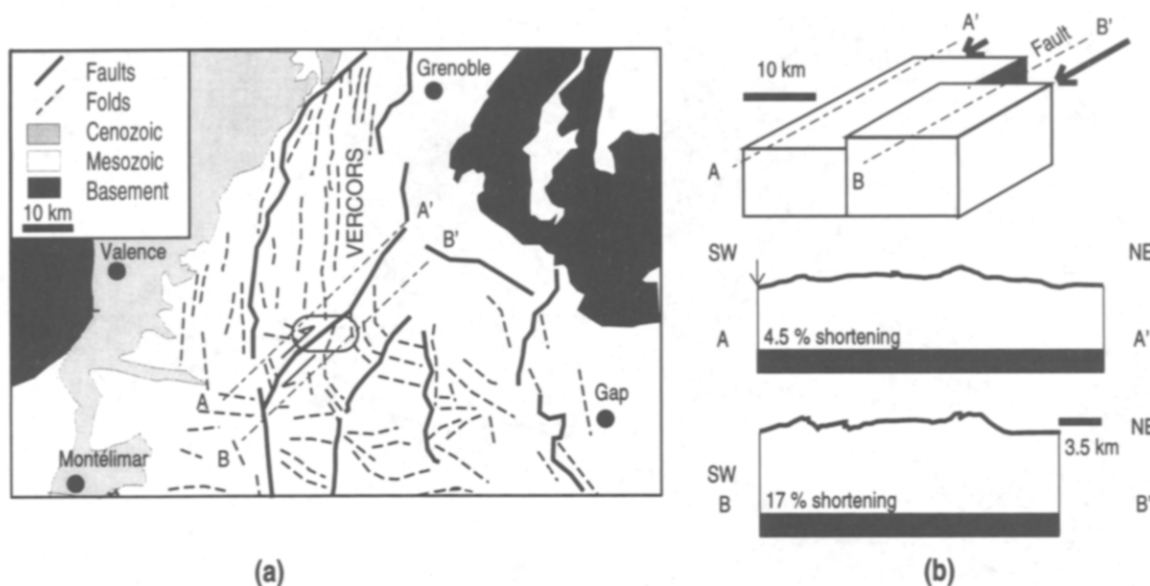 Faults
Folds
Cenozoic
Mesozoic
Basement
10 km
Grenoble
VERCORS
Valence
A'
B'
A
Gap
B
Montélimar
(a)
A'
B'
Fault
10 km
A
B
SW
NE
4.5 % shortening
A
A'
NE
3.5 km
SW
17 % shortening
B
B'
(b)